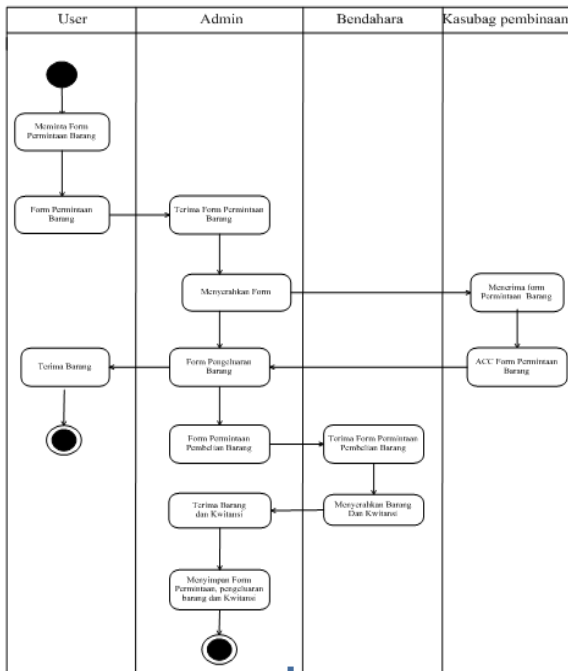 User
Admin
Bendahara
Kasubag pembinaan
Meminta Form
Permintaan Barang
Form Permintaan
Barang
Terima Form Permintaan
Barang
Menyerahkan Form
Menerima form
Permintaan Barang
Terima Barang
Form Pengeluaran
Barang
ACC Form Permintaan
Barang
Form Permintaan
Pembelian Barang
Terima Form Permintaan
Pembelian Barang
Terima Barang
dan Kwitansi
Menyerahkan Barang
Dan Kwitansi
Menyimpan Form
Permintaan, pengeluaran
barang dan Kwitansi